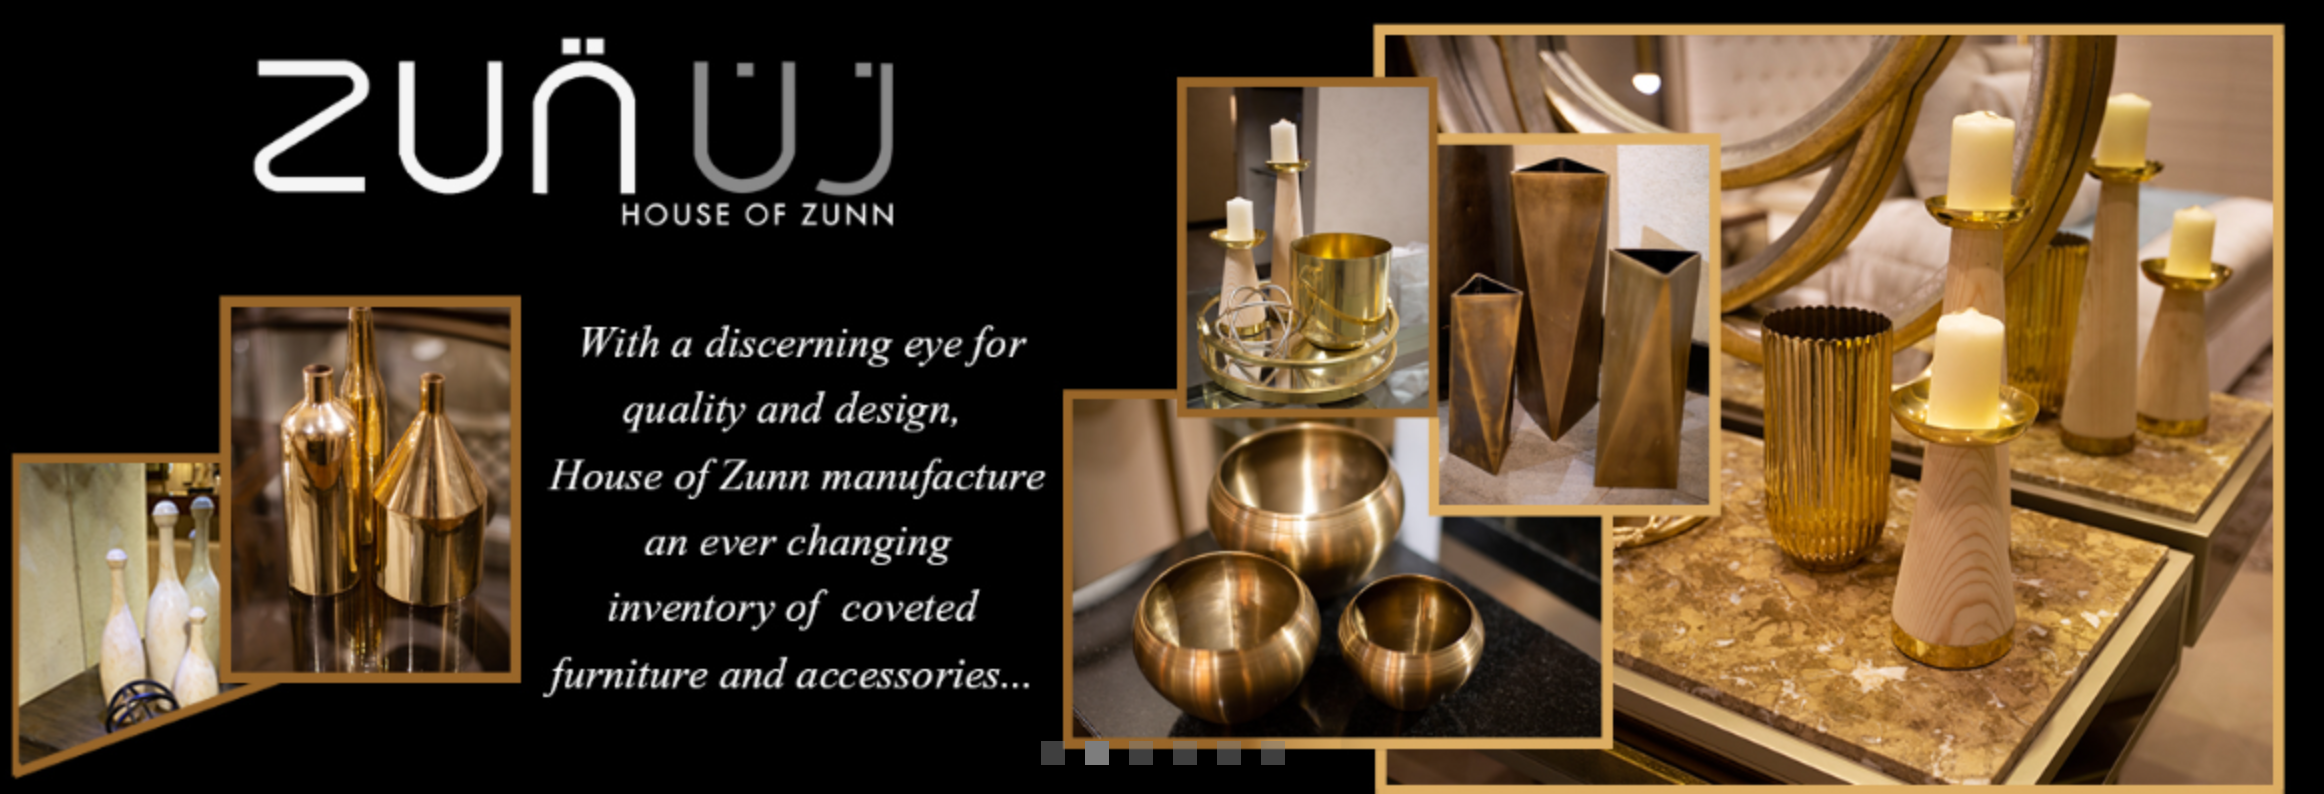 ZUN̈
HOUSE OF ZUNN
With a discerning eye for
quality and design,
House of Zunn manufacture
an ever changing
inventory of coveted
furniture and accessories...